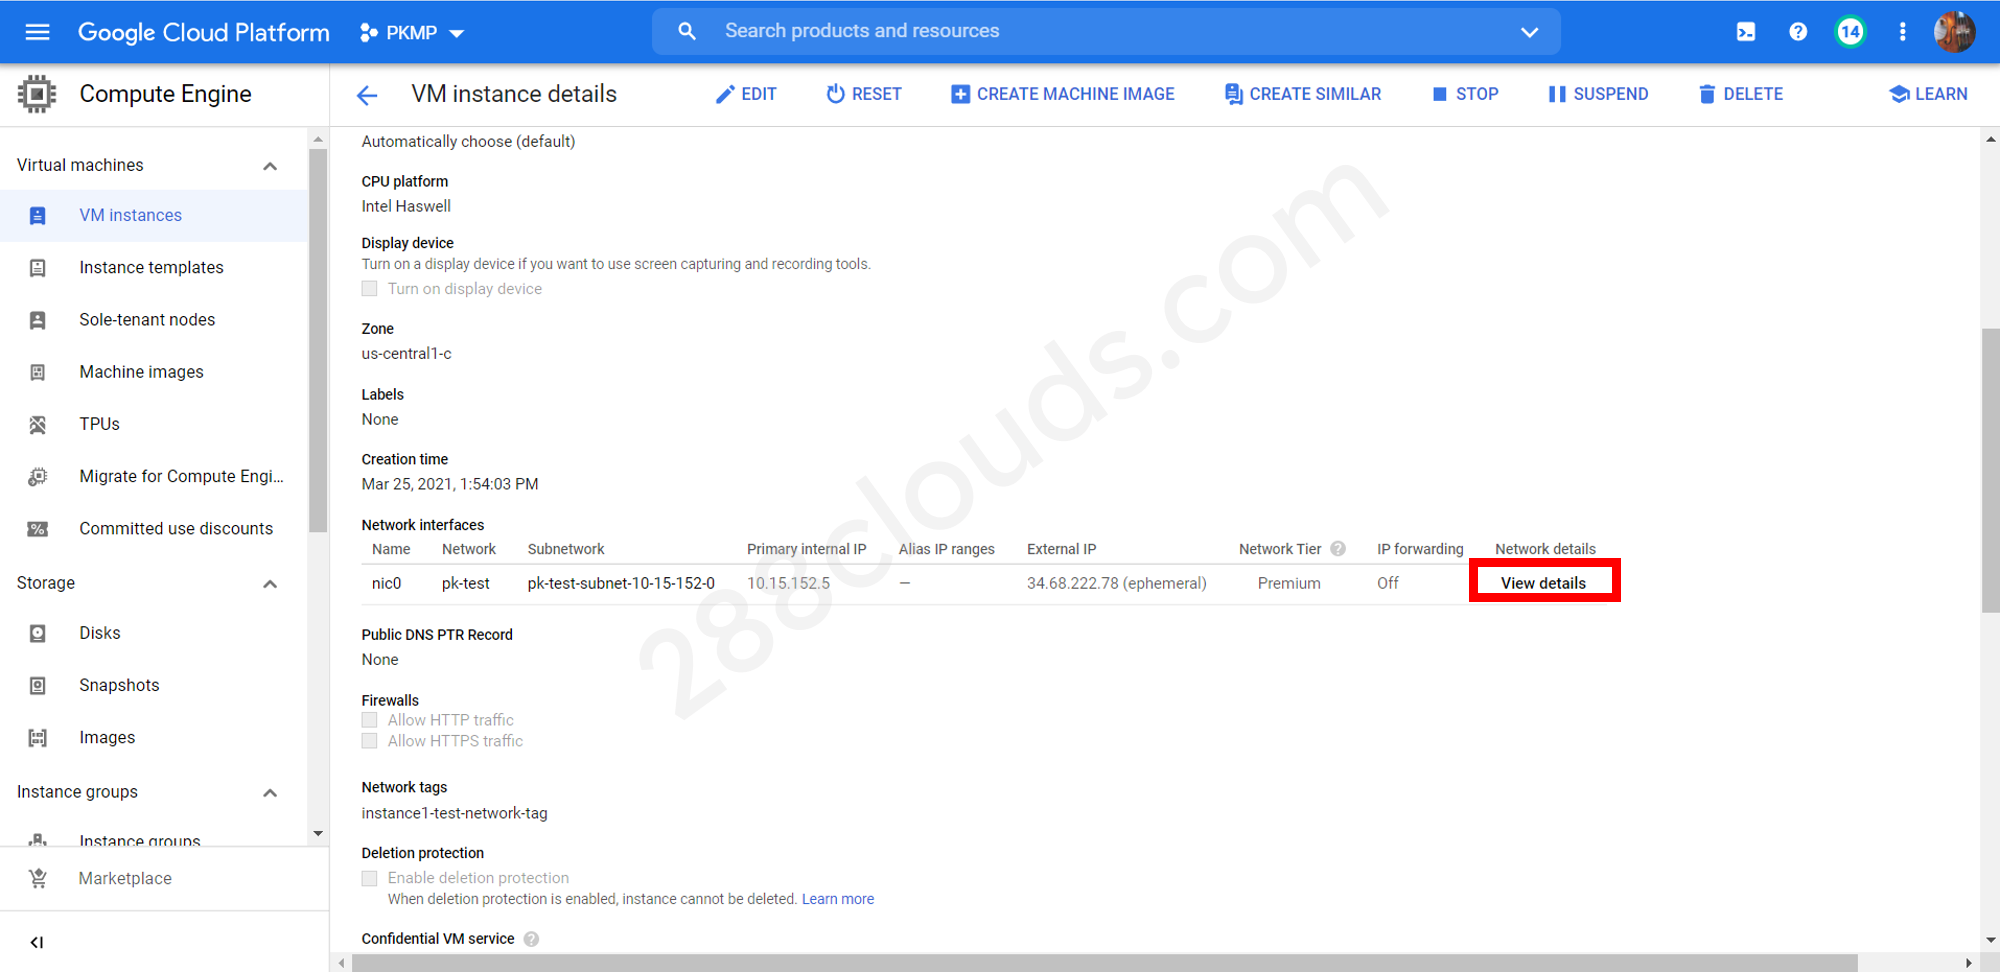 Google Cloud Platform PKMP Search products and resources 14
Compute Engine
VM instance details EDIT RESET CREATE MACHINE IMAGE CREATE SIMILAR STOP SUSPEND DELETE LEARN
Virtual machines
VM instances
Instance templates
Sole-tenant nodes
Machine images
TPUs
Migrate for Compute Engi...
Committed use discounts
Storage
Disks
Snapshots
Images
Instance groups
Instance groups
Marketplace
Automatically choose (default)
CPU platform
Intel Haswell
Display device
Turn on a display device if you want to use screen capturing and recording tools.
Turn on display device
Zone
us-central1-c
Labels
None
Creation time
Mar 25, 2021, 1:54:03 PM
Network interfaces
Name Network Subnetwork Primary internal IP Alias IP ranges External IP Network Tier IP forwarding Network details
nic0 pk-test pk-test-subnet-10-15-152-0 10.15.152.5 — 34.68.222.78 (ephemeral) Premium Off View details
Public DNS PTR Record
None
Firewalls
Allow HTTP traffic
Allow HTTPS traffic
Network tags
instance1-test-network-tag
Deletion protection
Enable deletion protection
When deletion protection is enabled, instance cannot be deleted. Learn more
Confidential VM service
288clouds.com